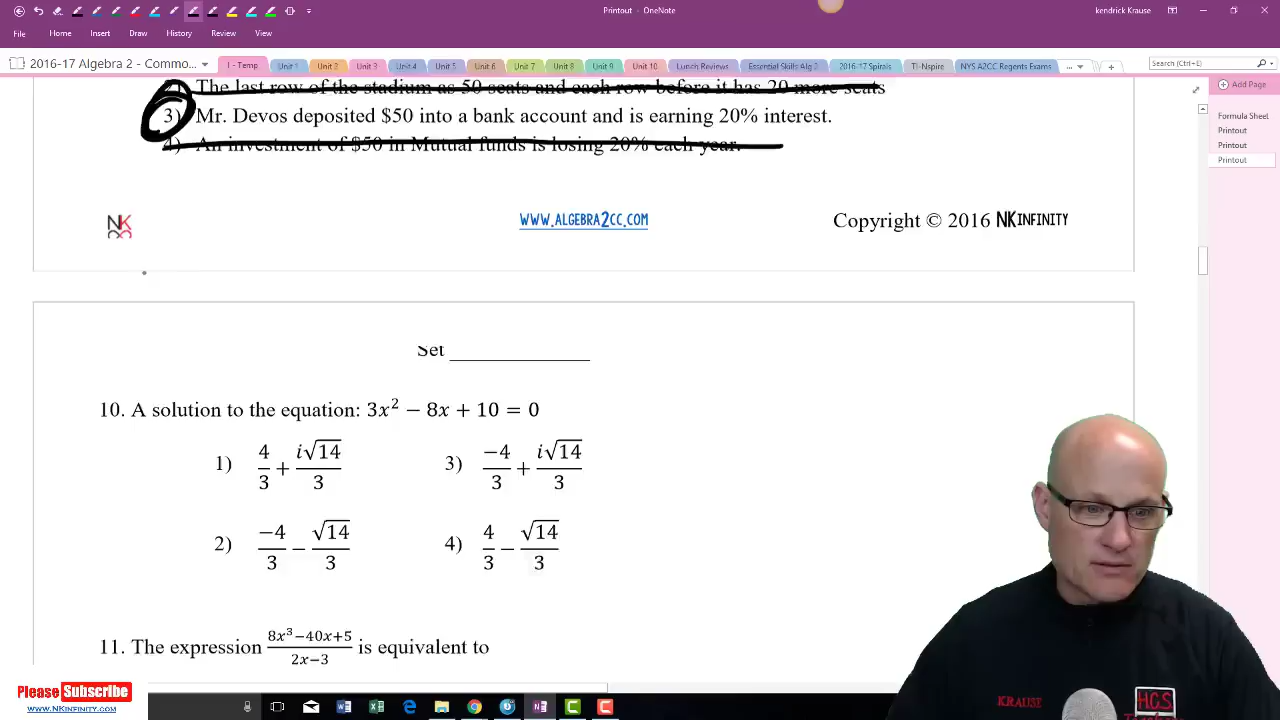 Printout - OneNote
kendrick Krause
File Home Insert Draw History Review View
2016-17 Algebra 2 - Commo...
I - Temp Unit 1 Unit 2 Unit 3 Unit 4 Unit 5 Unit 6 Unit 7 Unit 8 Unit 9 Unit 10 Lunch Reviews Essential Skills Alg 2 2016-17 Spirals TI-Nspire NYS A2CC Regents Exams ...
Search (Ctrl+E)
Add Page
Formula Sheet
Printout
Printout
Printout
2) The last row of the stadium as 50 seats and each row before it has 20 more seats
3) Mr. Devos deposited $50 into a bank account and is earning 20% interest.
4) An investment of $50 in Mutual funds is losing 20% each year.
NK
WWW.ALGEBRA2CC.COM
Copyright © 2016 NKINFINITY
Set ____________
10. A solution to the equation: 3x² − 8x + 10 = 0
1) 4/3 + i√14/3 3) −4/3 + i√14/3
2) −4/3 − √14/3 4) 4/3 − √14/3
11. The expression (8x³−40x+5)/(2x−3) is equivalent to
Please Subscribe
www.NKinfinity.com
KRAUSE
H.C.S.